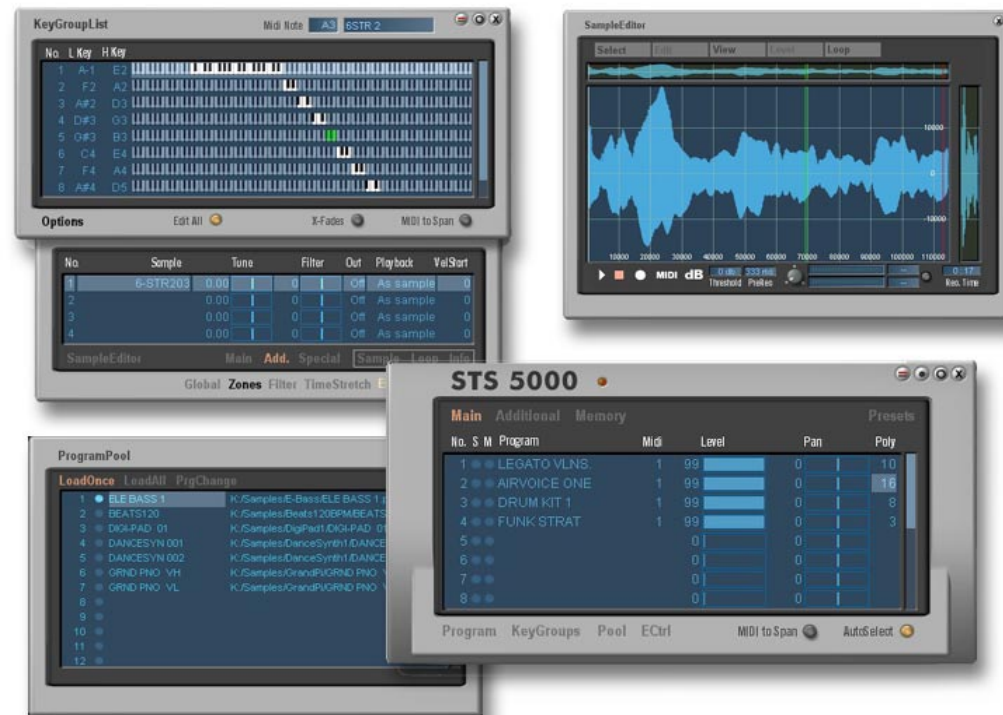 KeyGroupList
Midi Note A3 6STR 2
No. L.Key H.Key
1 A-1 E2
2 F2 A2
3 A#2 D3
4 D#3 G3
5 G#3 B3
6 C4 E4
7 F4 A4
8 A#4 D5
Options Edit All X-Fades MIDI to Span
No. Sample Tune Filter Out Playback VelStart
1 6-STR203 0.00 0 Off As sample 0
2 0.00 0 Off As sample 0
3 0.00 0 Off As sample 0
4 0.00 0 Off As sample 0
SampleEditor Main Add. Special Sample Loop Info
Global Zones Filter TimeStretch
SampleEditor
Select Edit View Level Loop
10000
0
-10000
10000 20000 30000 40000 50000 60000 70000 80000 90000 100000 110000
MIDI dB 0 db 333 ms -- 0 : 17
Threshold PreRec -- Rec. Time
ProgramPool
LoadOnce LoadAll PrgChange
1 ELE BASS 1 K:/Samples/E-Bass/ELE BASS 1
2 BEATS120 K:/Samples/Beats120BPM/BEATS
3 DIGI-PAD 01 K:/Samples/DigiPad1/DIGI-PAD 01
4 DANCESYN 001 K:/Samples/DanceSynth1/DANCE
5 DANCESYN 002 K:/Samples/DanceSynth1/DANCE
6 GRND PNO VH K:/Samples/GrandPi/GRND PNO
7 GRND PNO VL K:/Samples/GrandPi/GRND PNO
8
9
10
11
12
STS 5000
Main Additional Memory Presets
No. S M Program Midi Level Pan Poly
1 LEGATO VLNS. 1 99 0 10
2 AIRVOICE ONE 1 99 0 16
3 DRUM KIT 1 1 99 0 8
4 FUNK STRAT 1 99 0 3
5 0 0
6 0 0
7 0 0
8 0 0
Program KeyGroups Pool ECtrl MIDI to Span AutoSelect